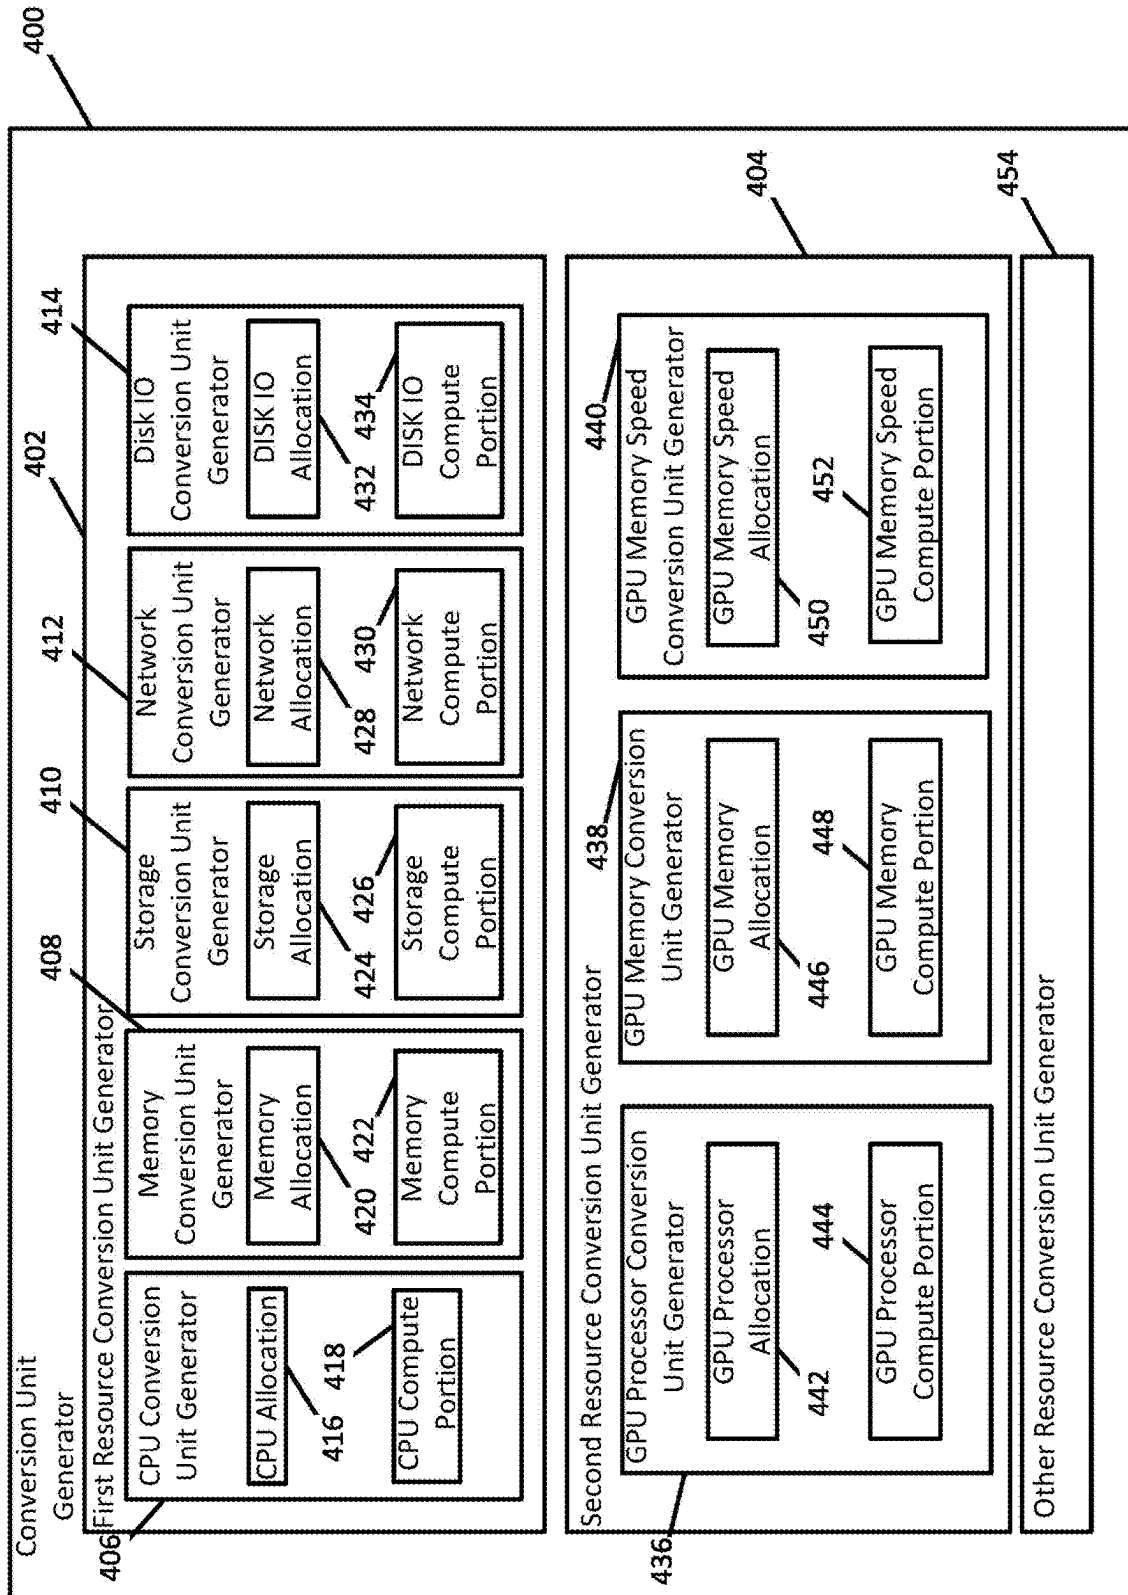 400
Conversion Unit
Generator
402
First Resource Conversion Unit Generator
406
CPU Conversion
Unit Generator
CPU Allocation
416
418
CPU Compute
Portion
408
Memory
Conversion Unit
Generator
Memory
Allocation
420
422
Memory
Compute
Portion
410
Storage
Conversion Unit
Generator
Storage
Allocation
424
426
Storage
Compute
Portion
412
Network
Conversion Unit
Generator
Network
Allocation
428
430
Network
Compute
Portion
414
Disk IO
Conversion Unit
Generator
DISK IO
Allocation
432
434
DISK IO
Compute
Portion
404
Second Resource Conversion Unit Generator
436
GPU Processor Conversion
Unit Generator
GPU Processor
Allocation
442
444
GPU Processor
Compute Portion
438
GPU Memory Conversion
Unit Generator
GPU Memory
Allocation
446
448
GPU Memory
Compute Portion
440
GPU Memory Speed
Conversion Unit Generator
GPU Memory Speed
Allocation
450
452
GPU Memory Speed
Compute Portion
454
Other Resource Conversion Unit Generator